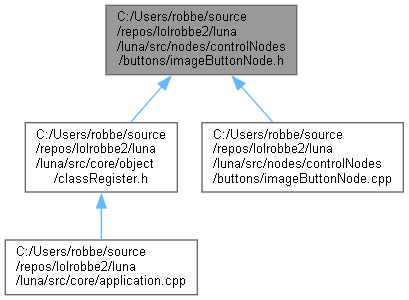 C:/Users/robbe/source
/repos/lolrobbe2/luna
/luna/src/nodes/controlNodes
/buttons/imageButtonNode.h
C:/Users/robbe/source
/repos/lolrobbe2/luna
/luna/src/core/object
/classRegister.h
C:/Users/robbe/source
/repos/lolrobbe2/luna
/luna/src/nodes/controlNodes
/buttons/imageButtonNode.cpp
C:/Users/robbe/source
/repos/lolrobbe2/luna
/luna/src/core/application.cpp